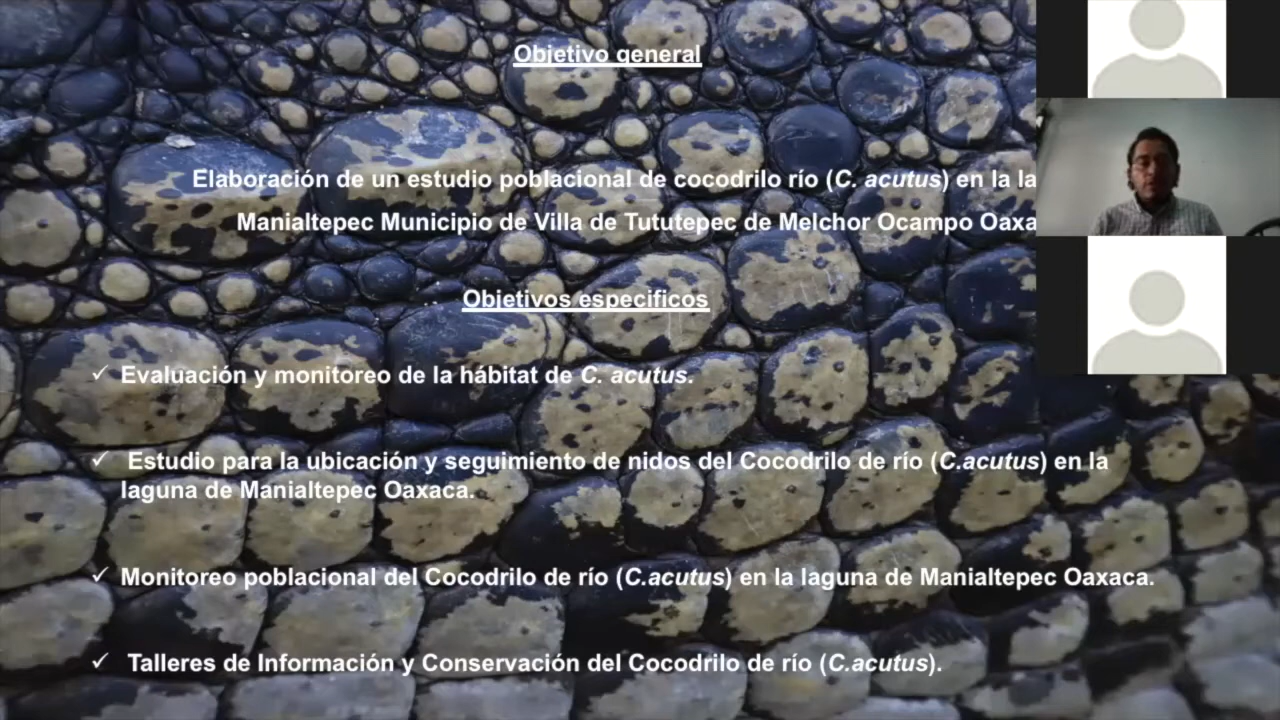 Objetivo general
Elaboración de un estudio poblacional de cocodrilo río (C. acutus) en la
Manialtepec Municipio de Villa de Tututepec de Melchor Ocampo
Objetivos especificos
✓ Evaluación y monitoreo de la hábitat de C. acutus.
✓ Estudio para la ubicación y seguimiento de nidos del Cocodrilo de río (C.acutus) en la
laguna de Manialtepec Oaxaca.
✓ Monitoreo poblacional del Cocodrilo de río (C.acutus) en la laguna de Manialtepec Oaxaca.
✓ Talleres de Información y Conservación del Cocodrilo de río (C.acutus).